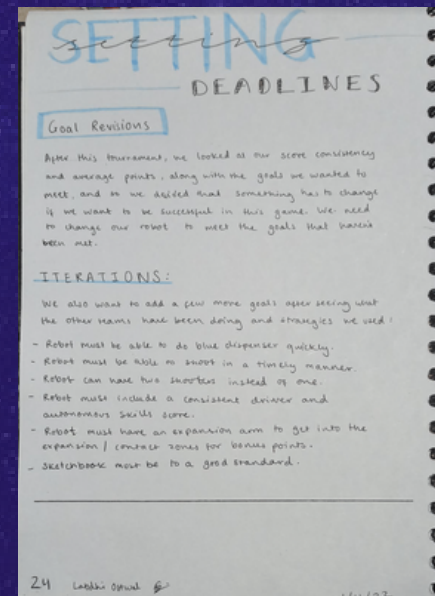 SETTING
setting
DEADLINES
Goal Revisions
After this tournament, we looked at our score consistency
and average points, along with the goals we wanted to
meet, and so we decided that something has to change
if we want to be successful in this game. We need
to change our robot to meet the goals that haven't
been met.
ITERATIONS:
We also want to add a few more goals after seeing what
the other teams have been doing and strategies we used!
- Robot must be able to do blue dispenser quickly.
- Robot must be able to shoot in a timely manner.
- Robot can have two shooters instead of one.
- Robot must include a consistent driver and
autonomous skills score.
- Robot must have an expansion arm to get into the
expansion / contact zones for bonus points.
- Sketchbook must be to a good standard.
24 Labdhi